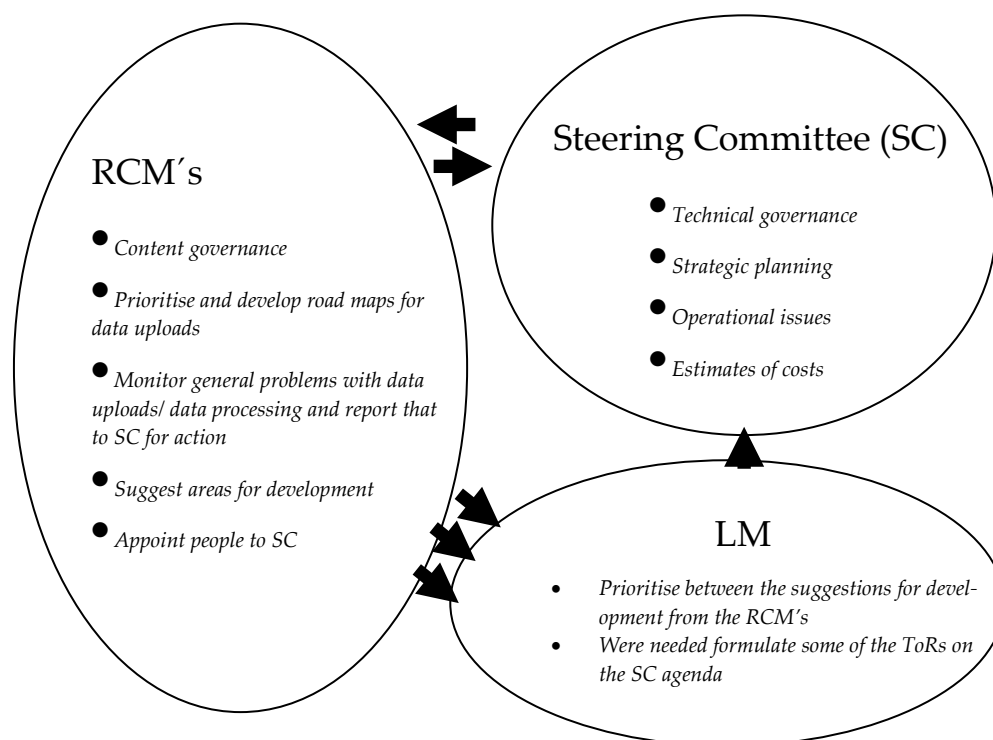 RCM´s
● Content governance
● Prioritise and develop road maps for
data uploads
● Monitor general problems with data
uploads/ data processing and report that
to SC for action
● Suggest areas for development
● Appoint people to SC
Steering Committee (SC)
● Technical governance
● Strategic planning
● Operational issues
● Estimates of costs
LM
• Prioritise between the suggestions for devel-
opment from the RCM's
• Were needed formulate some of the ToRs on
the SC agenda